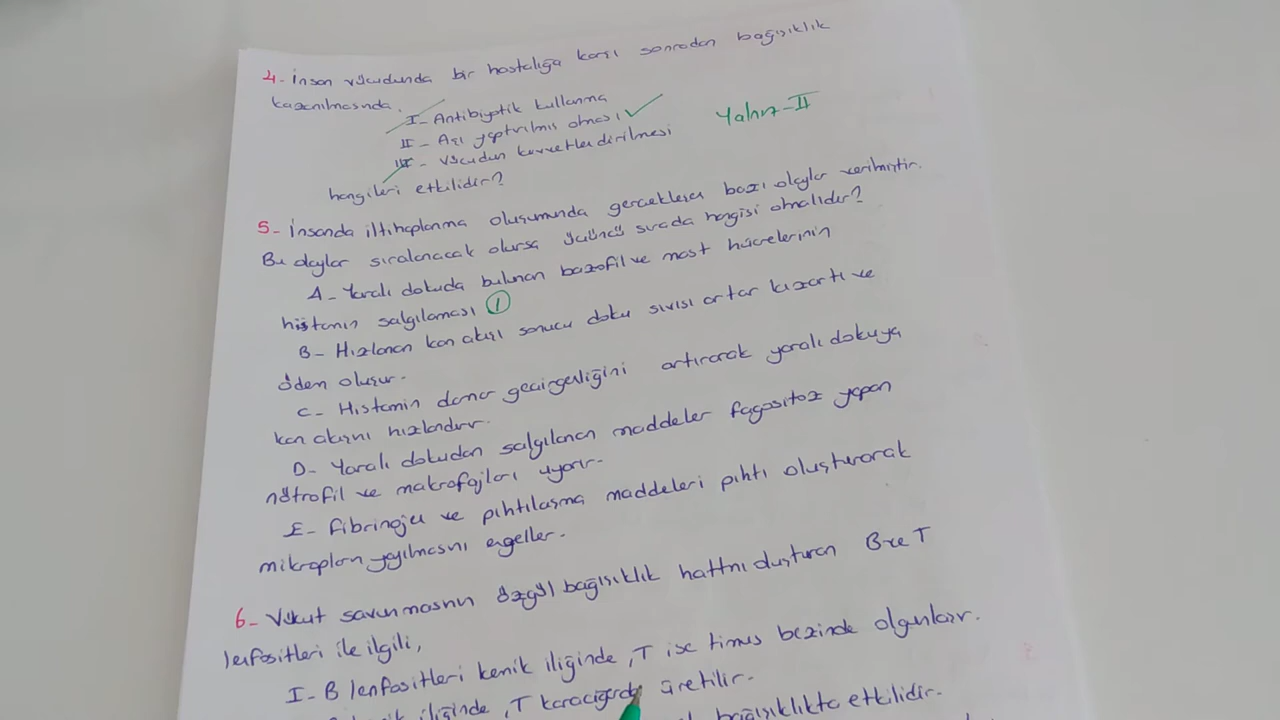 4- İnsan vücudunda bir hastalığa karşı sonradan bağışıklık
kazanılmasında,
I- Antibiyotik kullanma
II- Aşı yaptırılmış olması ✓
III- Vücudun kuvvetlendirilmesi
Yalnız-II
hangileri etkilidir?
5- İnsanda iltihaplanma oluşumunda gerçekleşen bazı olaylar verilmiştir.
Bu olaylar sıralanacak olursa üçüncü sırada hangisi olmalıdır?
A- Yaralı dokuda bulunan bazofil ve mast hücrelerinin
histamin salgılaması 1
B- Hızlanan kan akışı sonucu doku sıvısı artar kızartı ve
ödem oluşur.
C- Histamin damar geçirgenliğini artırarak yaralı dokuya
kan akışını hızlandırır.
D- Yaralı dokudan salgılanan maddeler fagositoz yapan
nötrofil ve makrofajları uyarır.
E- Fibrinojen ve pıhtılaşma maddeleri pıhtı oluşturarak
mikropların yayılmasını engeller.
6- Vücut savunmasının özgül bağışıklık hattını oluşturan B ve T
lenfositleri ile ilgili,
I- B lenfositleri kemik iliğinde, T ise timus bezinde olgunlaşır.
iliğinde, T karaciğerde üretilir.
bağışıklıkta etkilidir.